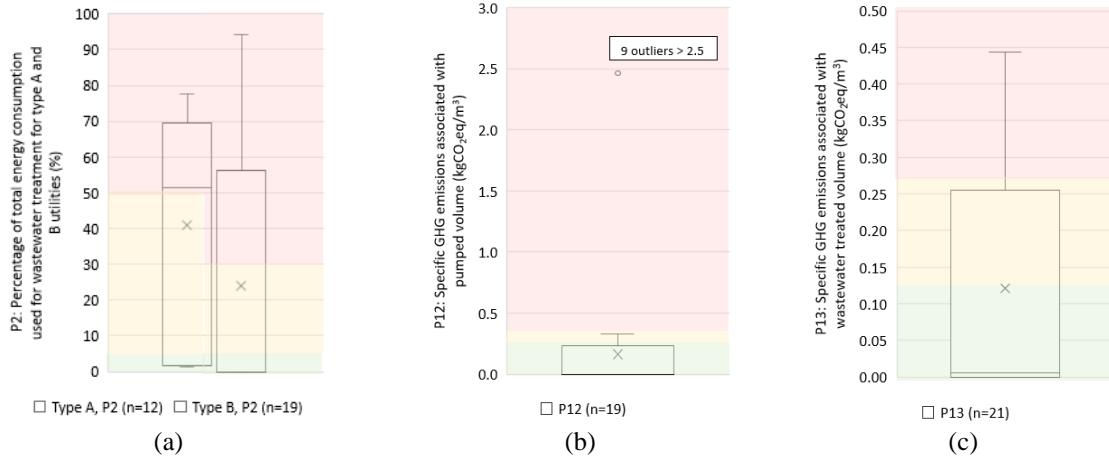 P2: Percentage of total energy consumption
used for wastewater treatment for type A and
B utilities (%)
100
90
80
70
60
50
40
30
20
10
0
□ Type A, P2 (n=12) □ Type B, P2 (n=19)
(a)
P12: Specific GHG emissions associated with
pumped volume (kgCO₂eq/m³)
3.0
2.5
2.0
1.5
1.0
0.5
0.0
9 outliers > 2.5
□ P12 (n=19)
(b)
P13: Specific GHG emissions associated with
wastewater treated volume (kgCO₂eq/m³)
0.50
0.45
0.40
0.35
0.30
0.25
0.20
0.15
0.10
0.05
0.00
□ P13 (n=21)
(c)